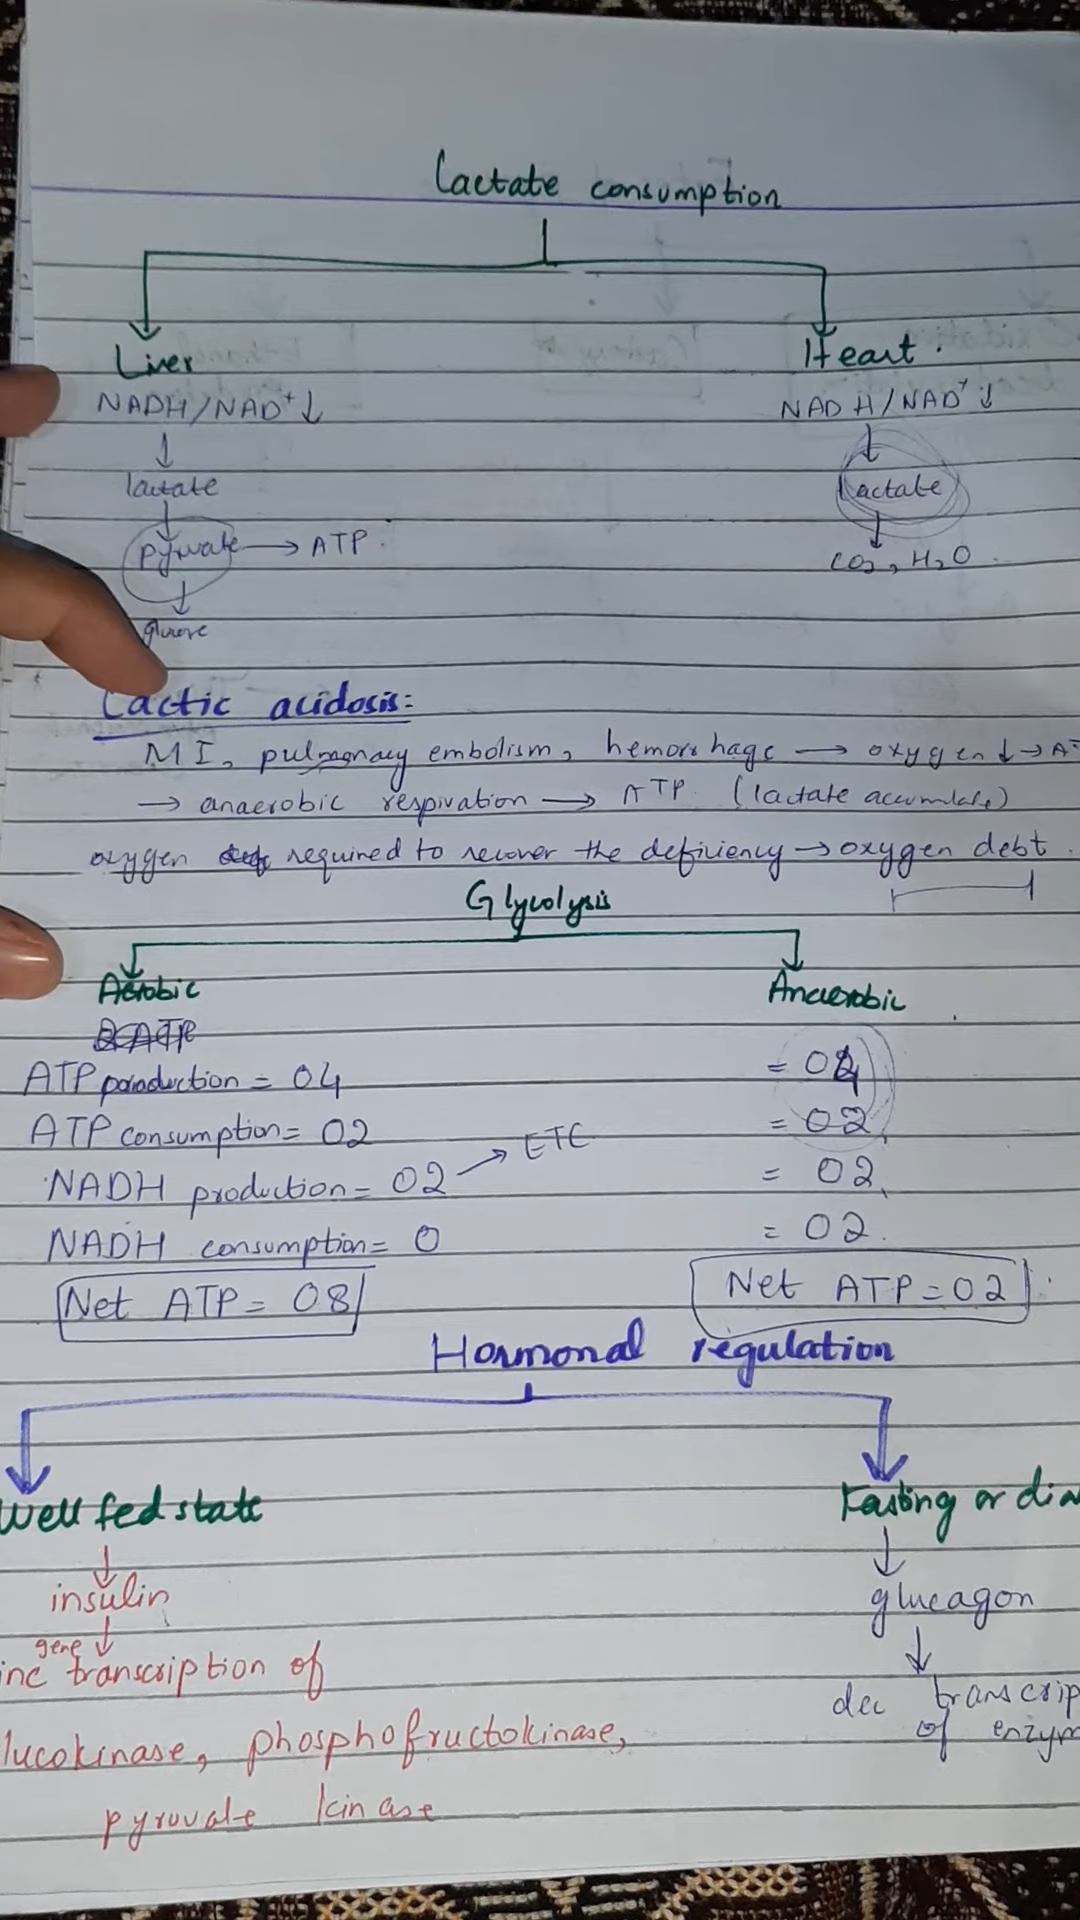 Lactate consumption
Liver Heart.
NADH/NAD⁺↓ NADH/NAD⁺↓
↓ ↓
lactate Lactate
↓ ↓
pyruvate → ATP. CO2, H2O.
↓
glucose
Lactic acidosis:
MI, pulmonary embolism, hemorrhage → oxygen↓→
→ anaerobic respiration → ATP. (lactate accumulate)
oxygen required to recover the deficiency → oxygen debt.
Glycolysis
Aerobic Anaerobic
ATP production = 04 = 04
ATP consumption = 02 = 02
NADH production = 02 → ETC = 02
NADH consumption = 0 = 02.
Net ATP = 08 Net ATP = 02
Hormonal regulation
Well fed state Fasting or dia
↓ ↓
insulin glucagon
gene ↓ ↓
inc transcription of dec transcrip
lucokinase, phosphofructokinase, of enzym
pyruvate kinase